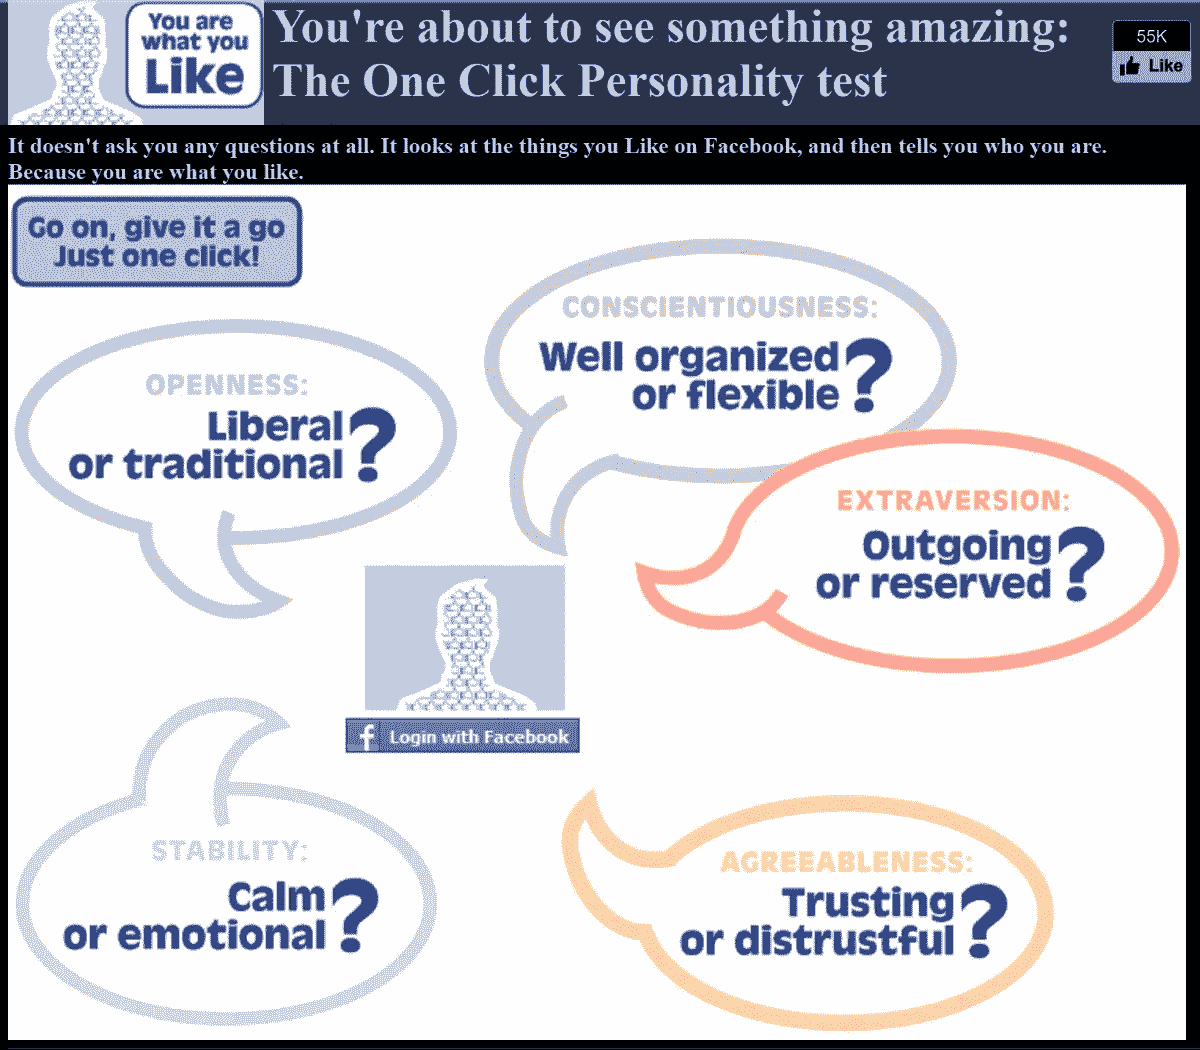 You are
what you
Like
You're about to see something amazing:
The One Click Personality test
55K
Like
It doesn't ask you any questions at all. It looks at the things you Like on Facebook, and then tells you who you are.
Because you are what you like.
Go on, give it a go
Just one click!
CONSCIENTIOUSNESS:
Well organized
or flexible?
OPENNESS:
Liberal
or traditional?
EXTRAVERSION:
Outgoing
or reserved?
f Login with Facebook
STABILITY:
Calm
or emotional?
AGREEABLENESS:
Trusting
or distrustful?